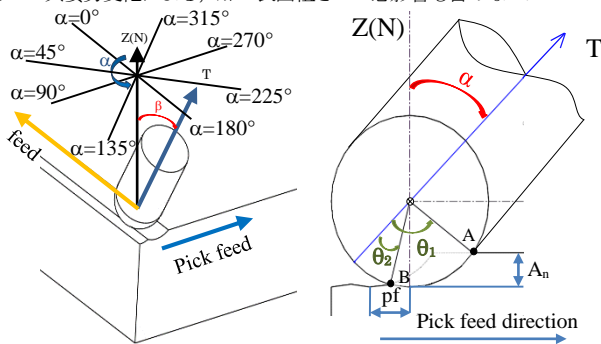 α=0°
α=315°
Z(N)
α=45°
α
α=270°
T
α=90°
β
α=225°
α=180°
α=135°
feed
Pick feed
Z(N)
T
α
A
θ₂
θ₁
B
Aₙ
pf
Pick feed direction